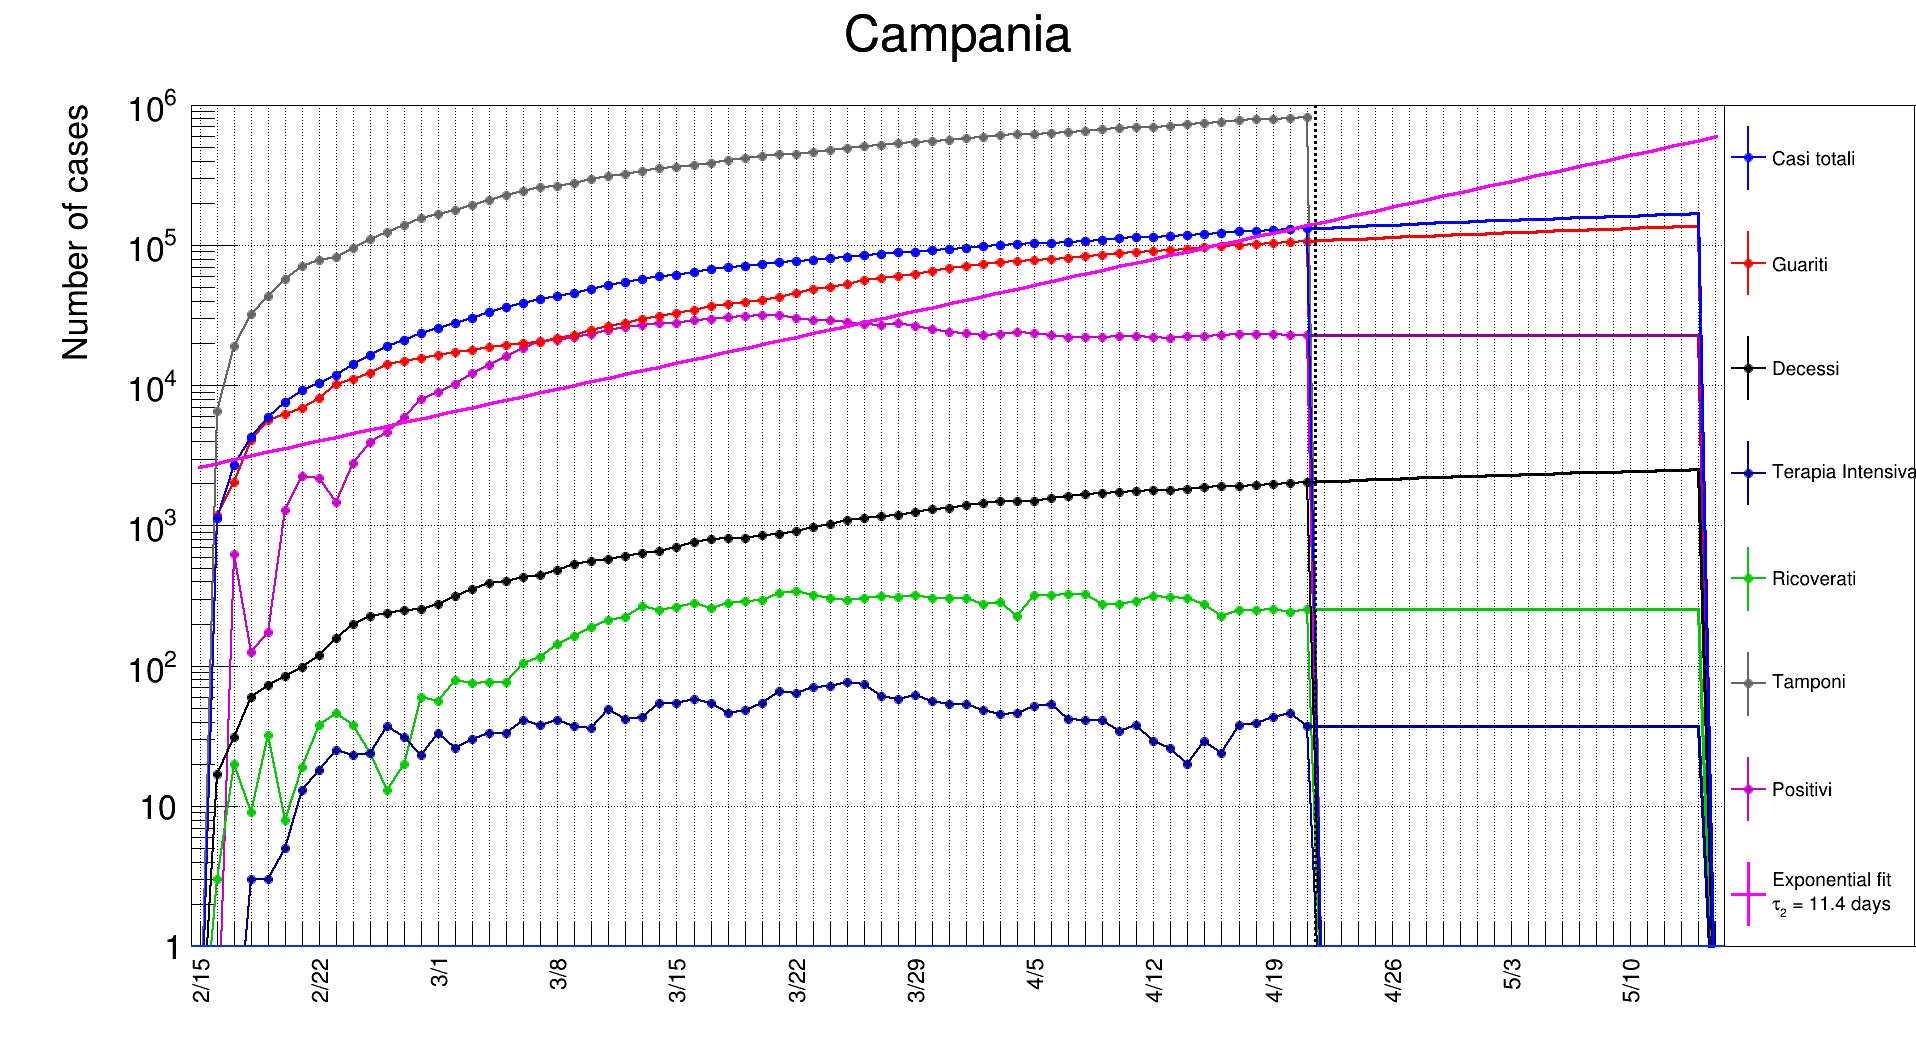 Campania
Number of cases
10^6
10^5
10^4
10^3
10^2
10
1
2/15
2/22
3/1
3/8
3/15
3/22
3/29
4/5
4/12
4/19
4/26
5/3
5/10
Casi totali
Guariti
Decessi
Terapia Intensiva
Ricoverati
Tamponi
Positivi
Exponential fit
τ₂ = 11.4 days